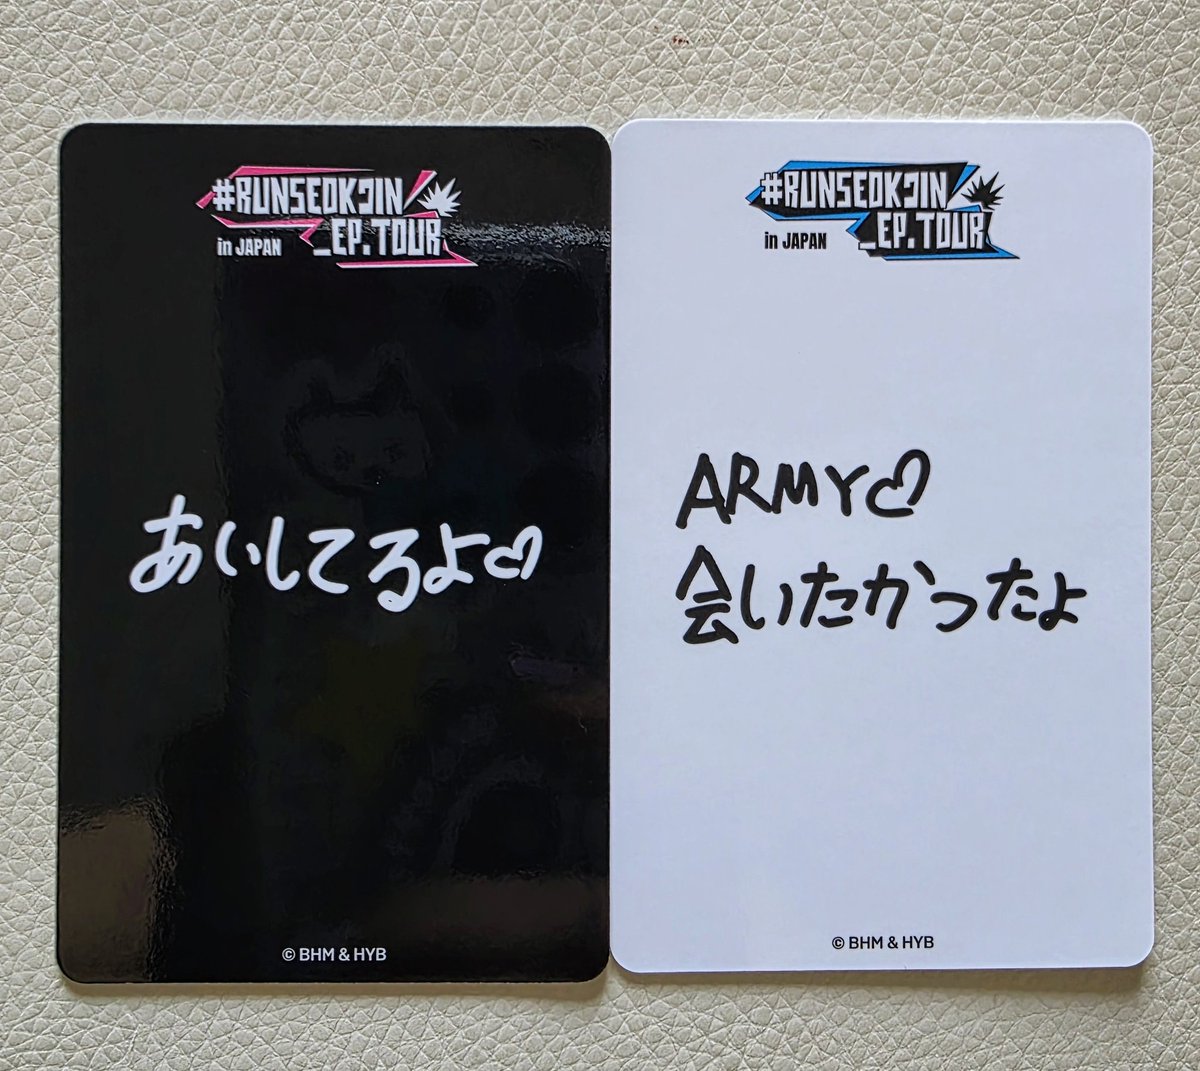 #RUNSEOKJIN
_EP.TOUR
in JAPAN
あいしてるよ♡
© BHM & HYB
#RUNSEOKJIN
_EP.TOUR
in JAPAN
ARMY♡
会いたかったよ
© BHM & HYB